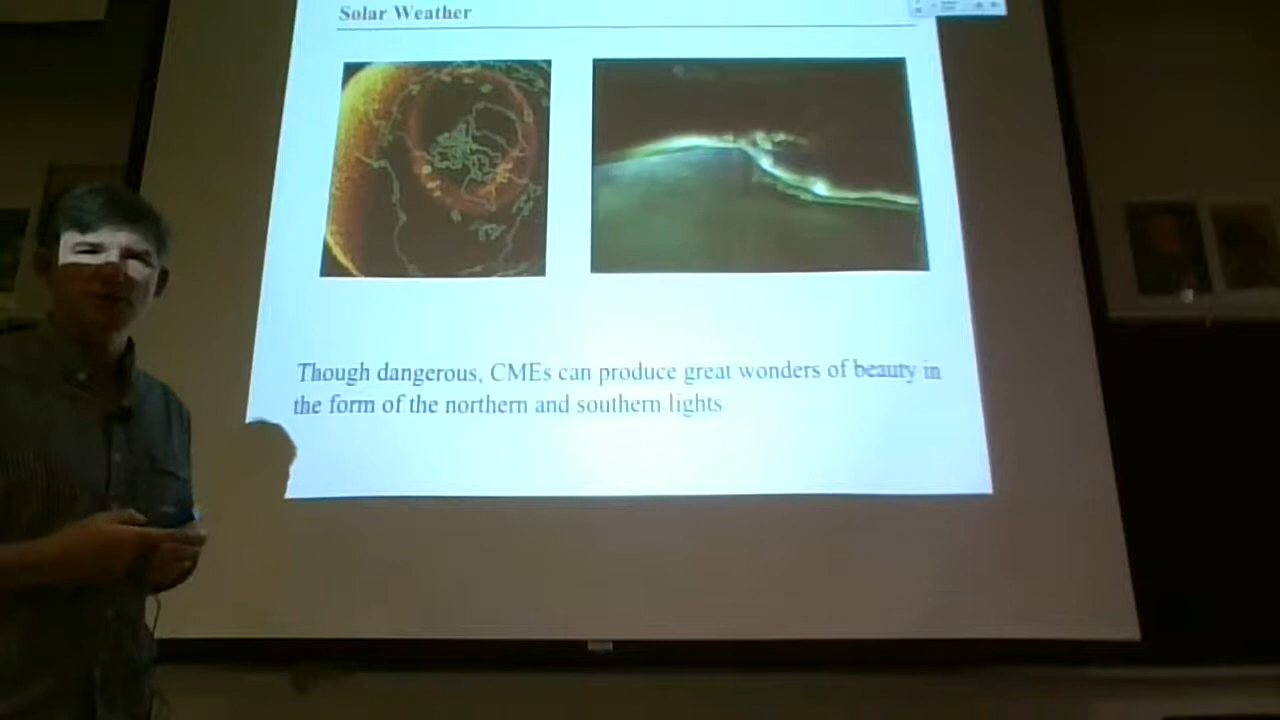 Solar Weather
Though dangerous, CMEs can produce great wonders of beauty in
the form of the northern and southern lights